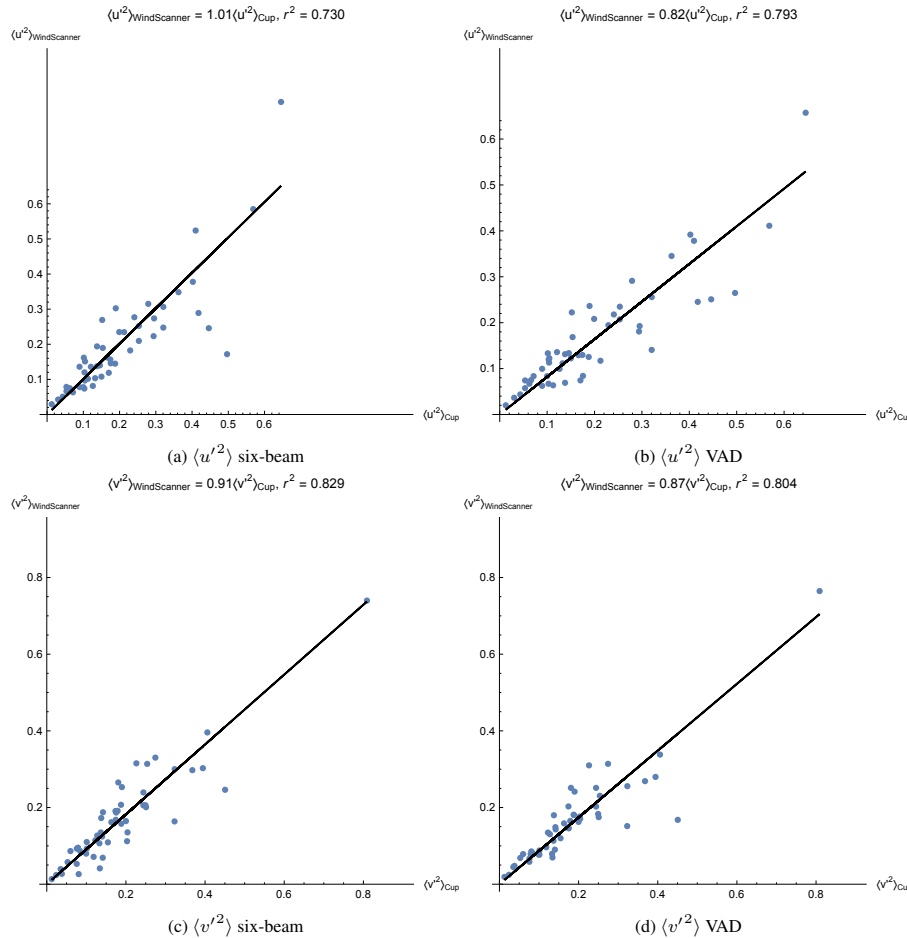 ⟨u′²⟩WindScanner = 1.01⟨u′²⟩Cup, r² = 0.730
⟨u′²⟩WindScanner
0.6
0.5
0.4
0.3
0.2
0.1
0.1 0.2 0.3 0.4 0.5 0.6
⟨u′²⟩Cup
(a) ⟨u′²⟩ six-beam
⟨u′²⟩WindScanner = 0.82⟨u′²⟩Cup, r² = 0.793
⟨u′²⟩WindScanner
0.6
0.5
0.4
0.3
0.2
0.1
0.1 0.2 0.3 0.4 0.5 0.6
⟨u′²⟩Cu
(b) ⟨u′²⟩ VAD
⟨v′²⟩WindScanner = 0.91⟨v′²⟩Cup, r² = 0.829
⟨v′²⟩WindScanner
0.8
0.6
0.4
0.2
0.2 0.4 0.6 0.8
⟨v′²⟩Cup
(c) ⟨v′²⟩ six-beam
⟨v′²⟩WindScanner = 0.87⟨v′²⟩Cup, r² = 0.804
⟨v′²⟩WindScanner
0.8
0.6
0.4
0.2
0.2 0.4 0.6 0.8
⟨v′²⟩Cu
(d) ⟨v′²⟩ VAD